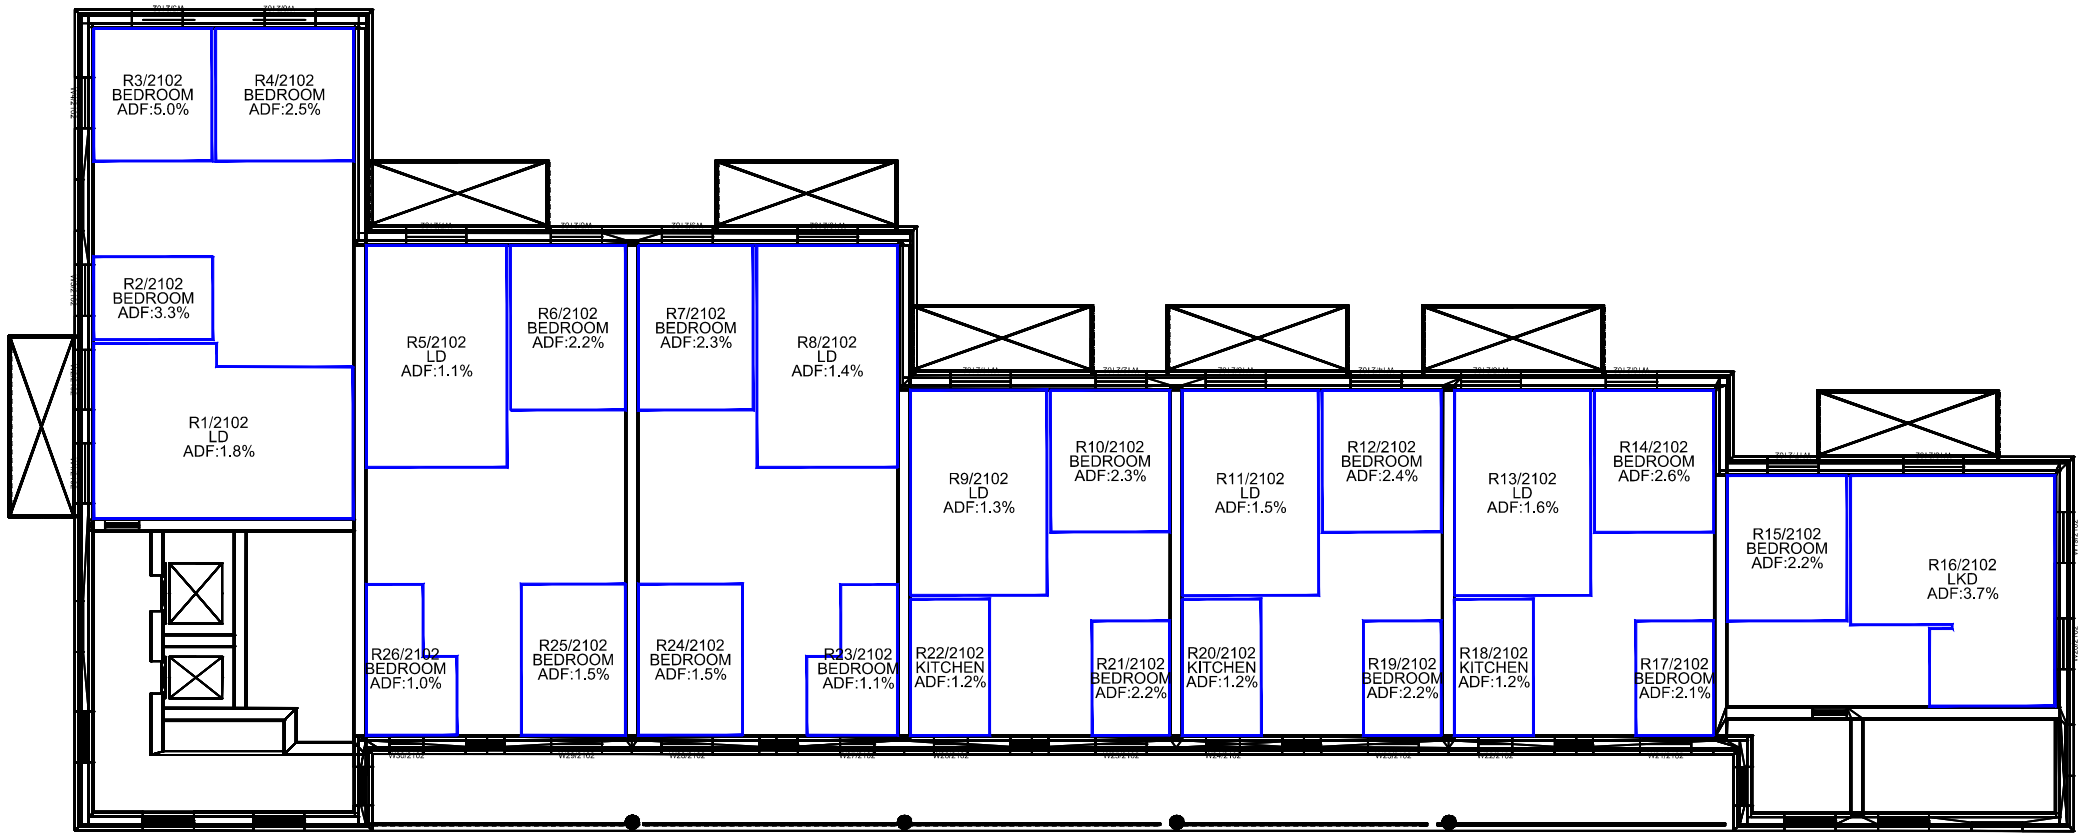 R3/2102
BEDROOM
ADF:5.0%
R4/2102
BEDROOM
ADF:2.5%
R2/2102
BEDROOM
ADF:3.3%
R1/2102
LD
ADF:1.8%
R5/2102
LD
ADF:1.1%
R6/2102
BEDROOM
ADF:2.2%
R7/2102
BEDROOM
ADF:2.3%
R8/2102
LD
ADF:1.4%
R9/2102
LD
ADF:1.3%
R10/2102
BEDROOM
ADF:2.3%
R11/2102
LD
ADF:1.5%
R12/2102
BEDROOM
ADF:2.4%
R13/2102
LD
ADF:1.6%
R14/2102
BEDROOM
ADF:2.6%
R15/2102
BEDROOM
ADF:2.2%
R16/2102
LKD
ADF:3.7%
R26/2102
BEDROOM
ADF:1.0%
R25/2102
BEDROOM
ADF:1.5%
R24/2102
BEDROOM
ADF:1.5%
R23/2102
BEDROOM
ADF:1.1%
R22/2102
KITCHEN
ADF:1.2%
R21/2102
BEDROOM
ADF:2.2%
R20/2102
KITCHEN
ADF:1.2%
R19/2102
BEDROOM
ADF:2.2%
R18/2102
KITCHEN
ADF:1.2%
R17/2102
BEDROOM
ADF:2.1%